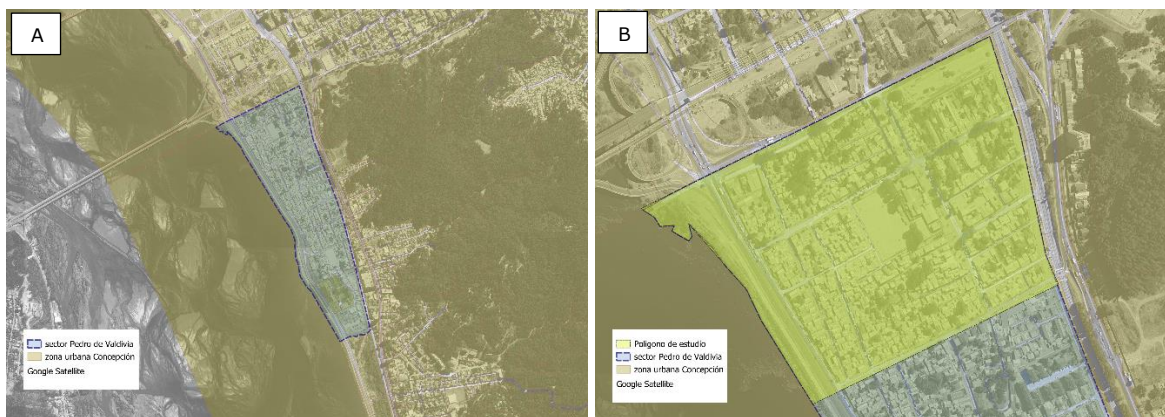 A
sector Pedro de Valdivia
zona urbana Concepción
Google Satellite
B
Polígono de estudio
sector Pedro de Valdivia
zona urbana Concepción
Google Satellite